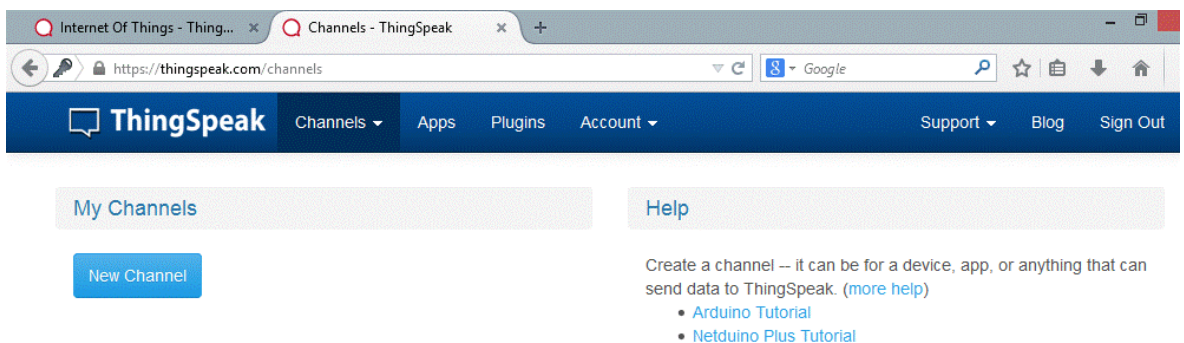 Internet Of Things - Thing... × Channels - ThingSpeak × +
https://thingspeak.com/channels 8 Google
ThingSpeak Channels Apps Plugins Account Support Blog Sign Out
My Channels
Help
New Channel
Create a channel -- it can be for a device, app, or anything that can
send data to ThingSpeak. (more help)
• Arduino Tutorial
• Netduino Plus Tutorial